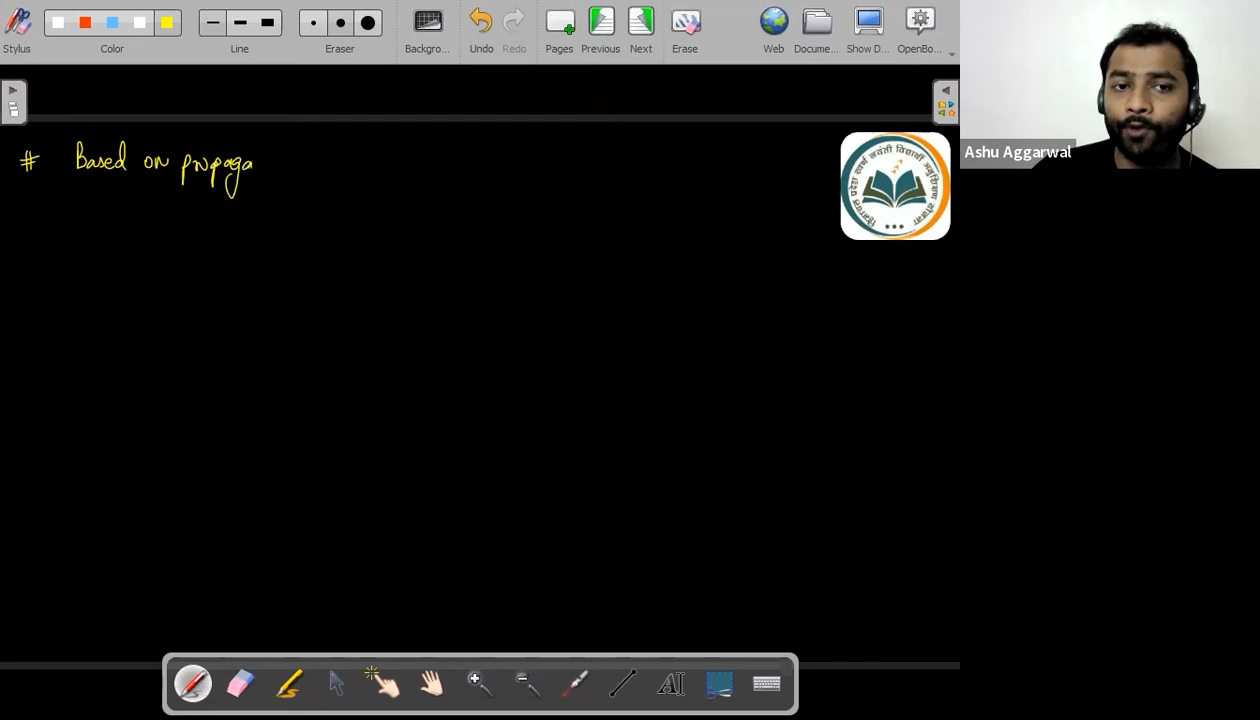 Stylus
Color
Line
Eraser
Backgro...
Undo
Redo
Pages
Previous
Next
Erase
Web
Docume...
Show D...
OpenBo...
# Based on propaga
Ashu Aggarwal